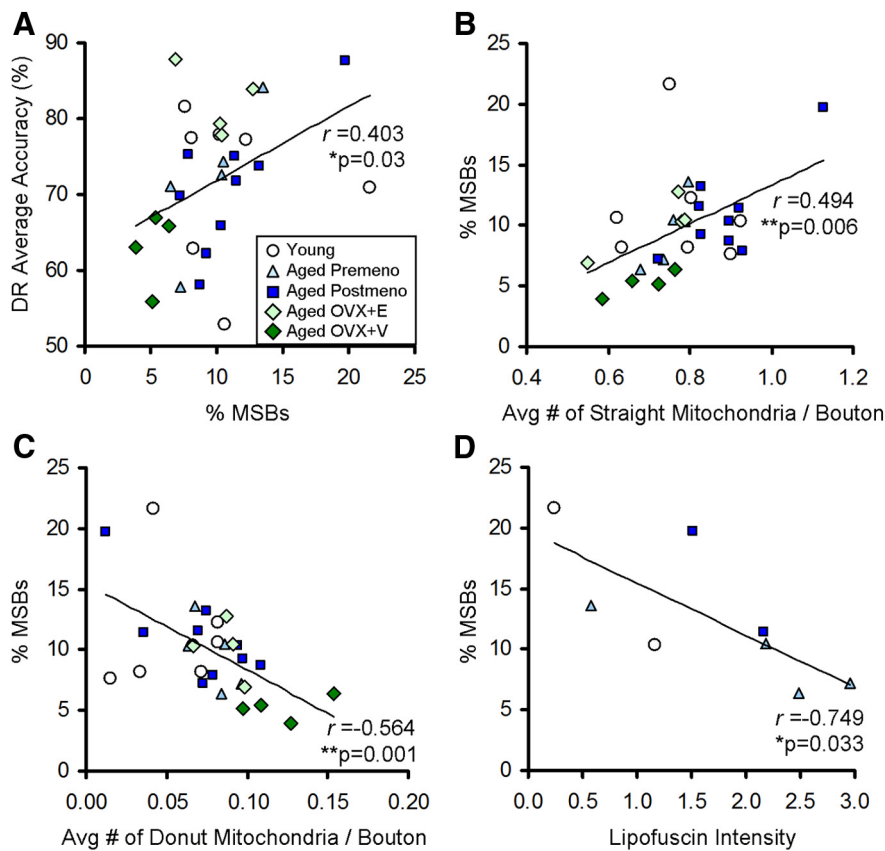 A
DR Average Accuracy (%)
90
80
70
60
50
r =0.403
*p=0.03
Young
Aged Premeno
Aged Postmeno
Aged OVX+E
Aged OVX+V
0 5 10 15 20 25
% MSBs
B
% MSBs
25
20
15
10
5
0
r =0.494
**p=0.006
0.4 0.6 0.8 1.0 1.2
Avg # of Straight Mitochondria / Bouton
C
% MSBs
25
20
15
10
5
0
r =-0.564
**p=0.001
0.00 0.05 0.10 0.15 0.20
Avg # of Donut Mitochondria / Bouton
D
% MSBs
25
20
15
10
5
0
r =-0.749
*p=0.033
0.0 0.5 1.0 1.5 2.0 2.5 3.0
Lipofuscin Intensity